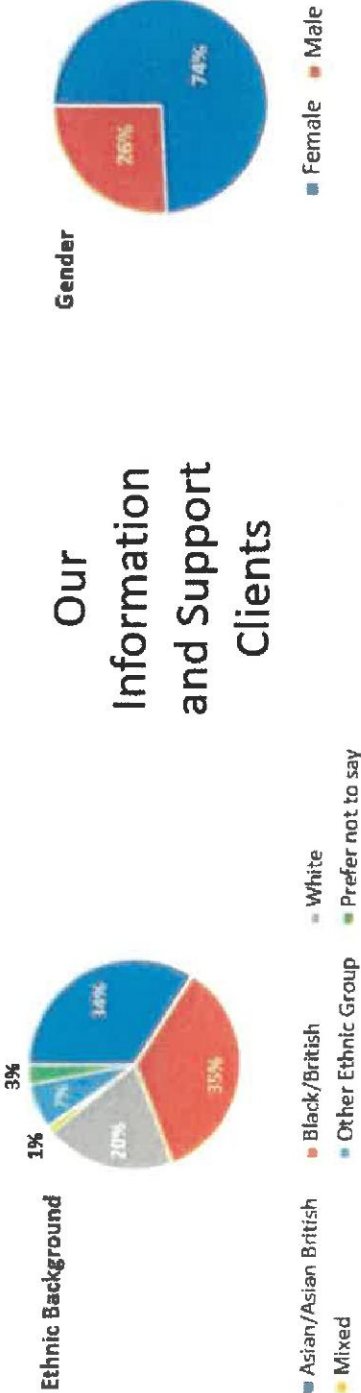 Ethnic Background
3%
1%
7%
34%
20%
35%
Asian/Asian British
Black/British
White
Mixed
Other Ethnic Group
Prefer not to say
Our
Information
and Support
Clients
Gender
26%
74%
Female
Male